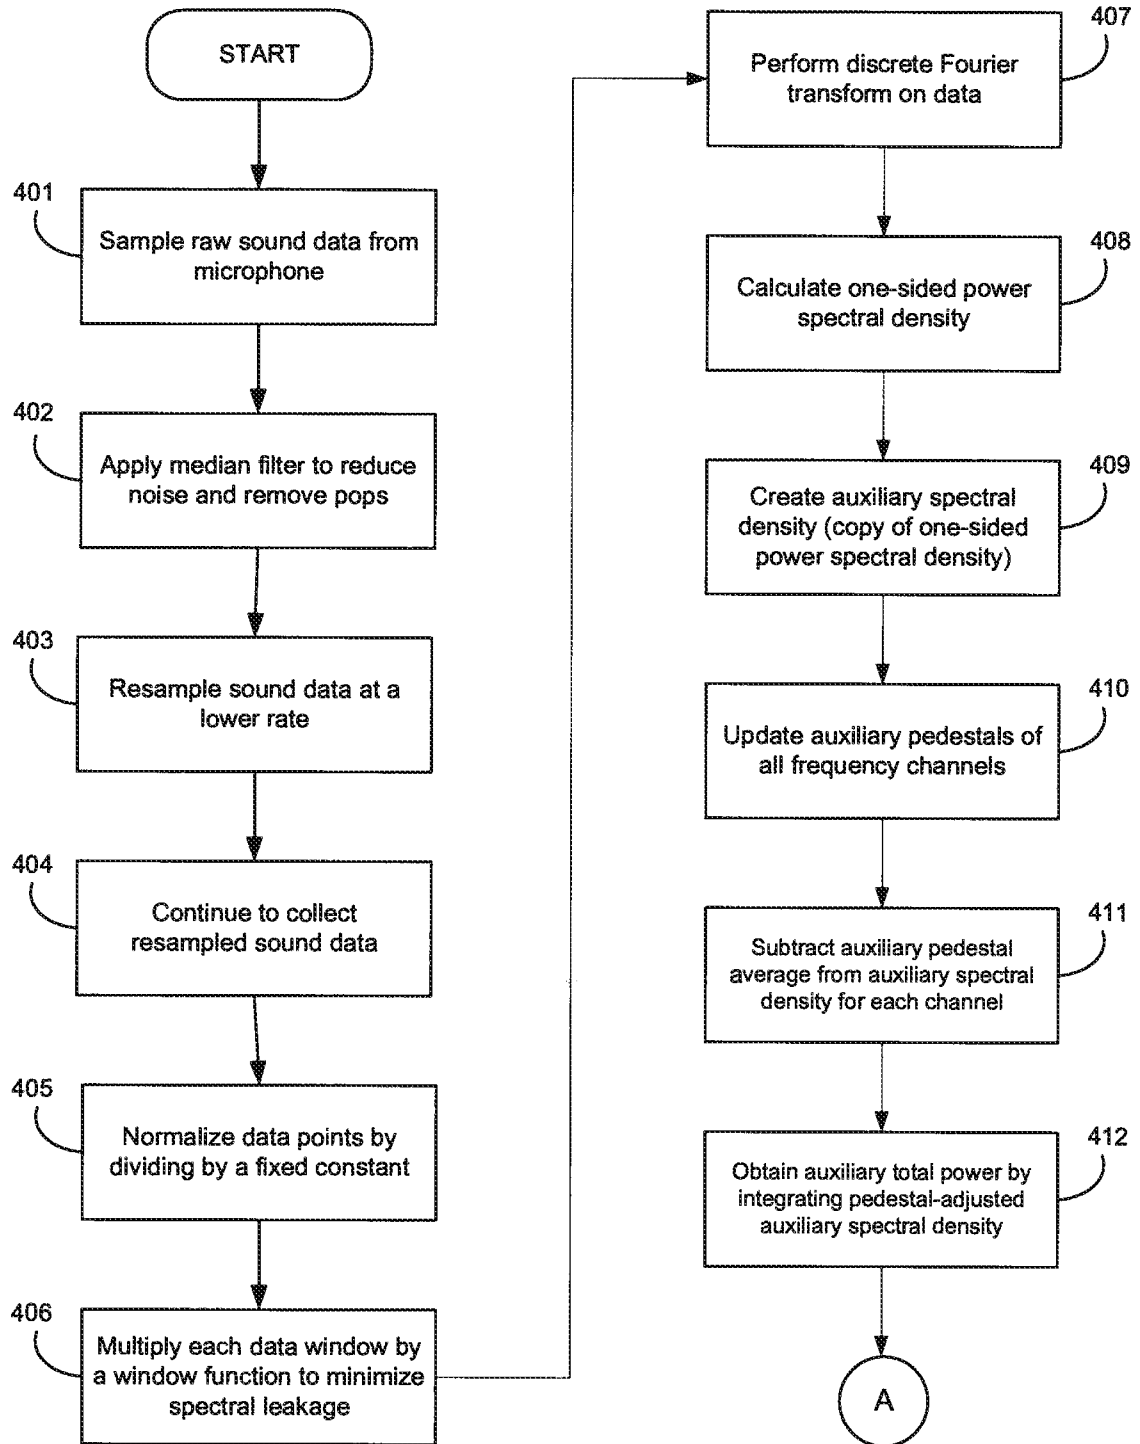 START
401
Sample raw sound data from
microphone
402
Apply median filter to reduce
noise and remove pops
403
Resample sound data at a
lower rate
404
Continue to collect
resampled sound data
405
Normalize data points by
dividing by a fixed constant
406
Multiply each data window by
a window function to minimize
spectral leakage
407
Perform discrete Fourier
transform on data
408
Calculate one-sided power
spectral density
409
Create auxiliary spectral
density (copy of one-sided
power spectral density)
410
Update auxiliary pedestals of
all frequency channels
411
Subtract auxiliary pedestal
average from auxiliary spectral
density for each channel
412
Obtain auxiliary total power by
integrating pedestal-adjusted
auxiliary spectral density
A